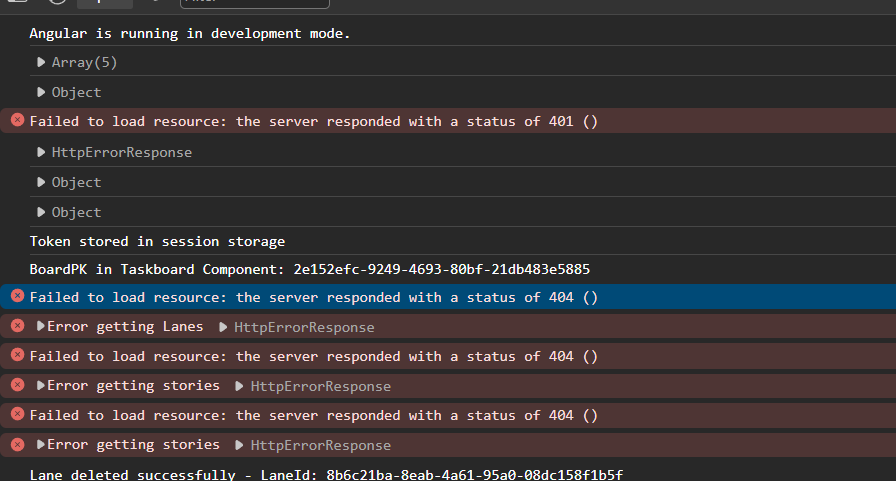 Angular is running in development mode.
Array(5)
Object
Failed to load resource: the server responded with a status of 401 ()
HttpErrorResponse
Object
Object
Token stored in session storage
BoardPK in Taskboard Component: 2e152efc-9249-4693-80bf-21db483e5885
Failed to load resource: the server responded with a status of 404 ()
Error getting Lanes HttpErrorResponse
Failed to load resource: the server responded with a status of 404 ()
Error getting stories HttpErrorResponse
Failed to load resource: the server responded with a status of 404 ()
Error getting stories HttpErrorResponse
Lane deleted successfully - LaneId: 8b6c21ba-8eab-4a61-95a0-08dc158f1b5f